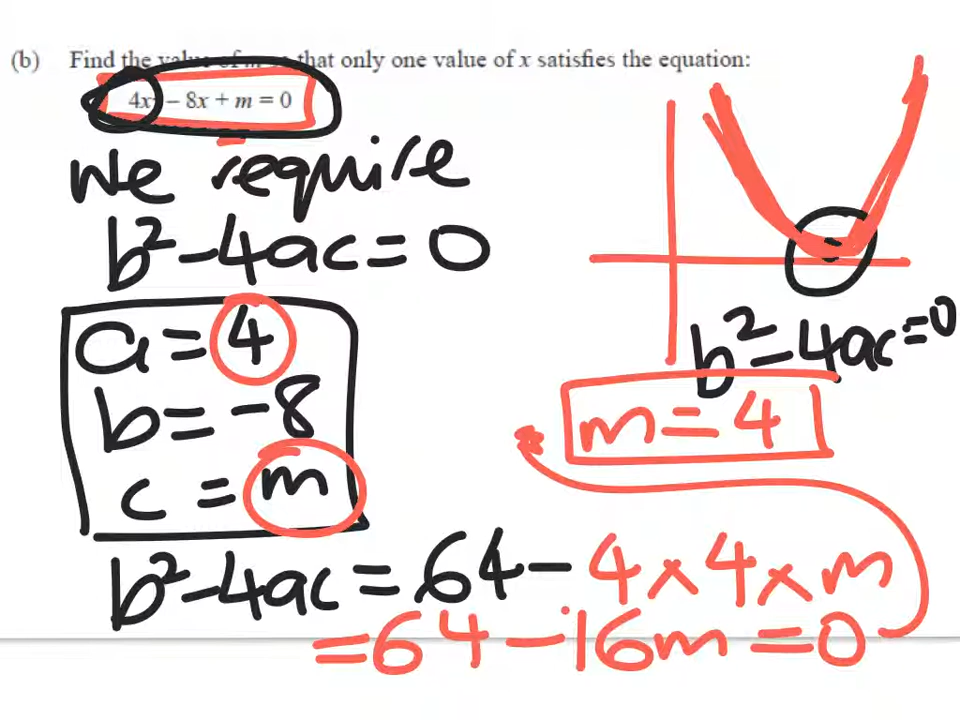 (b) Find the value of m so that only one value of x satisfies the equation:
4x² – 8x + m = 0
We require
b² - 4ac = 0
a = 4
b = -8
c = m
b² - 4ac = 0
m = 4
b² - 4ac = 64 - 4 × 4 × m
= 64 - 16m = 0